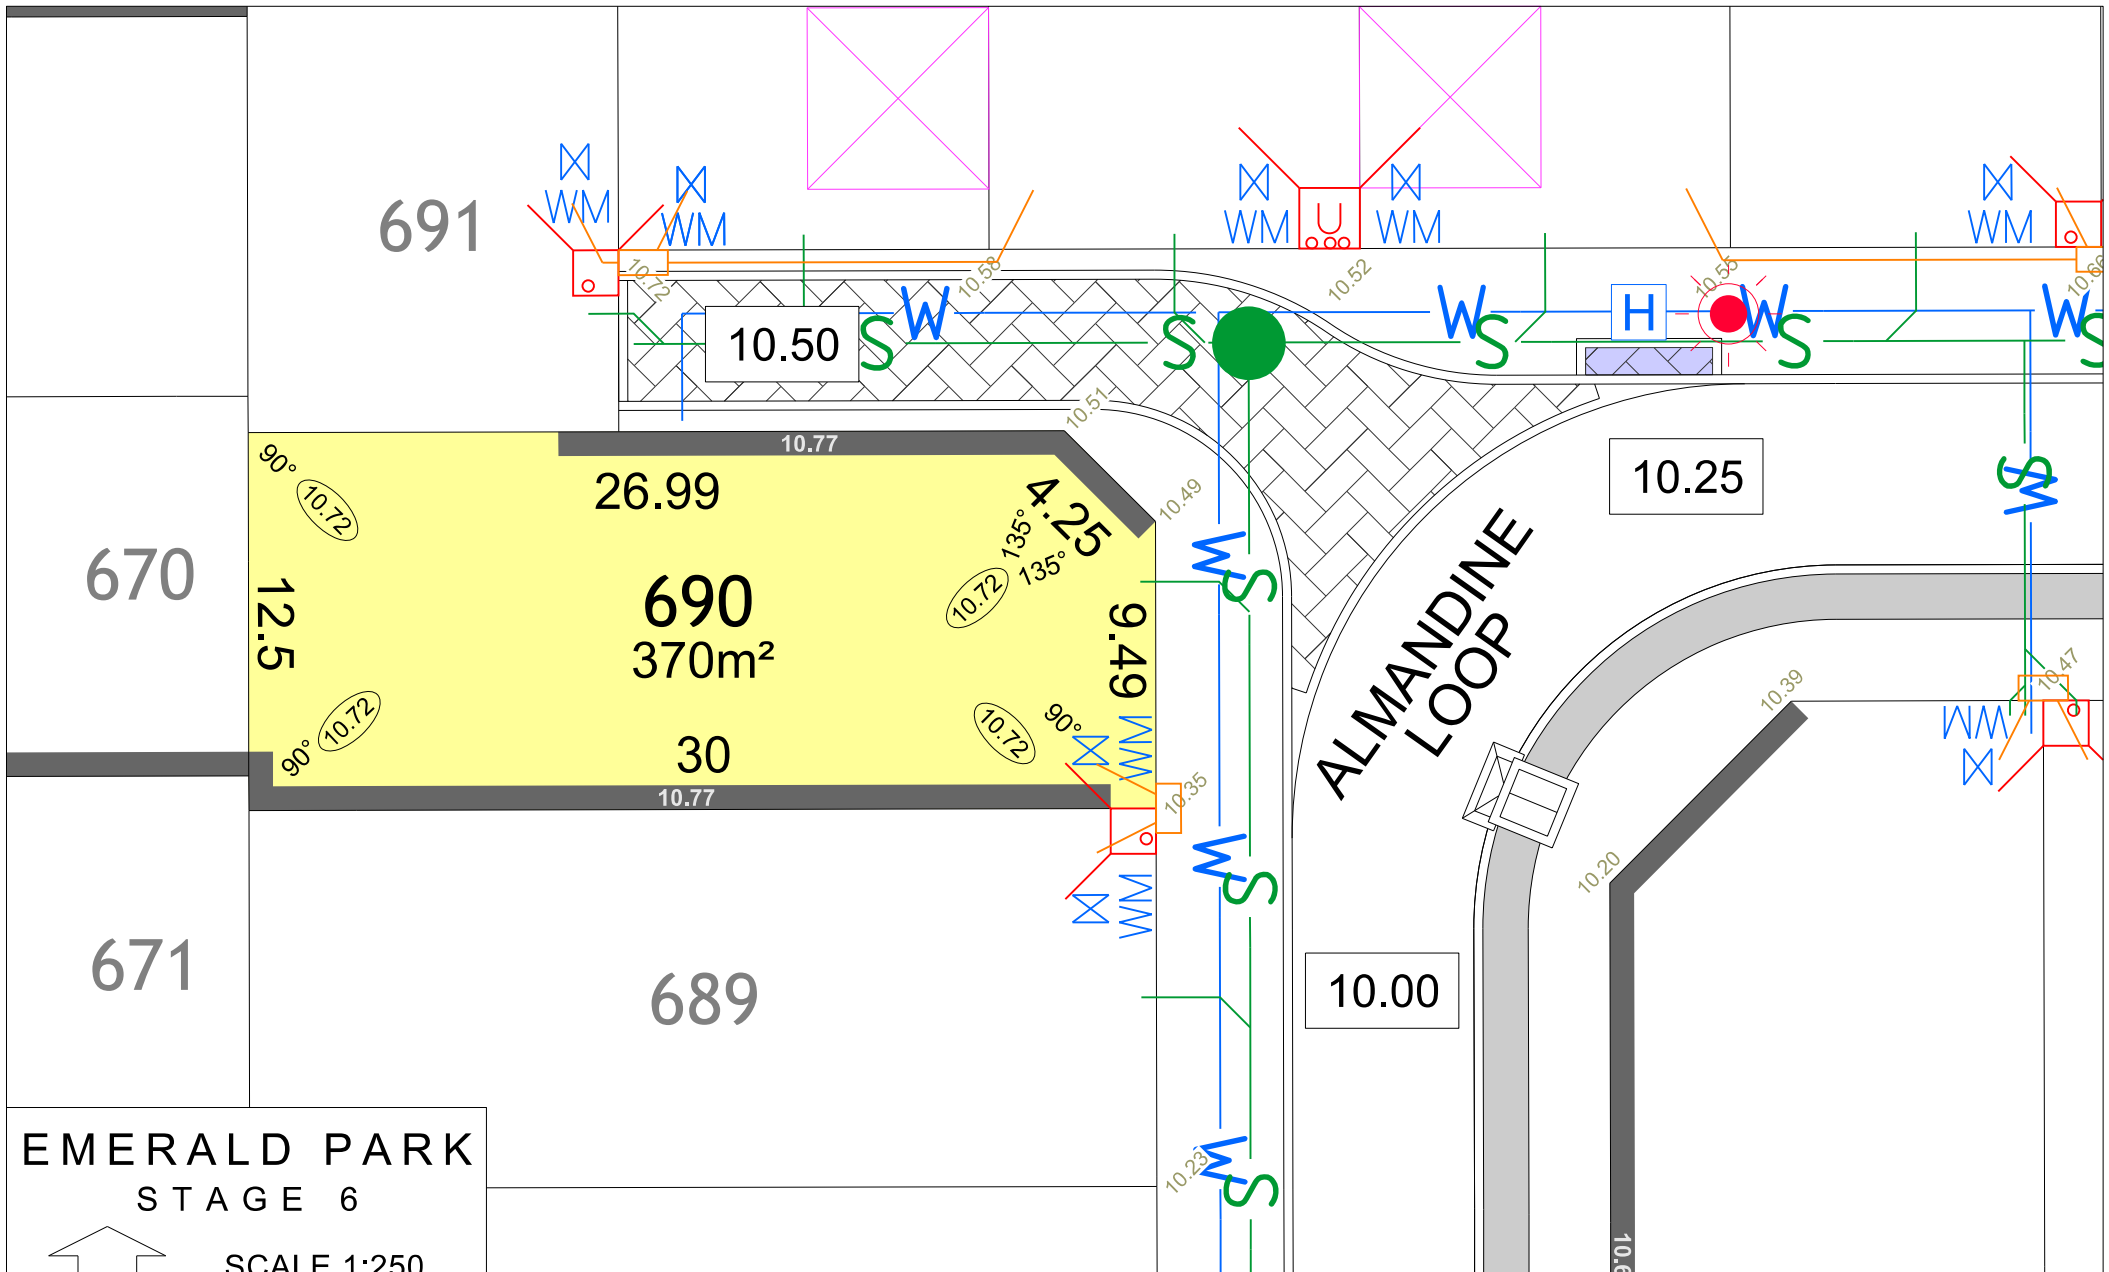 691
WM
WM
WM
WM
WM
U
10.72
10.58
10.52
10.55
10.66
10.50
S
W
S
W
S
H
W
S
W
S
10.51
10.77
90°
10.72
26.99
4.25
10.49
135°
135°
10.25
S
W
670
12.5
690
370m²
10.72
9.49
W
S
ALMANDINE
LOOP
10.72
90°
30
10.72
90°
WM
10.77
10.35
10.39
10.47
WM
W
S
10.20
WM
671
689
10.00
EMERALD PARK
STAGE 6
SCALE 1:250
10.23
W
S